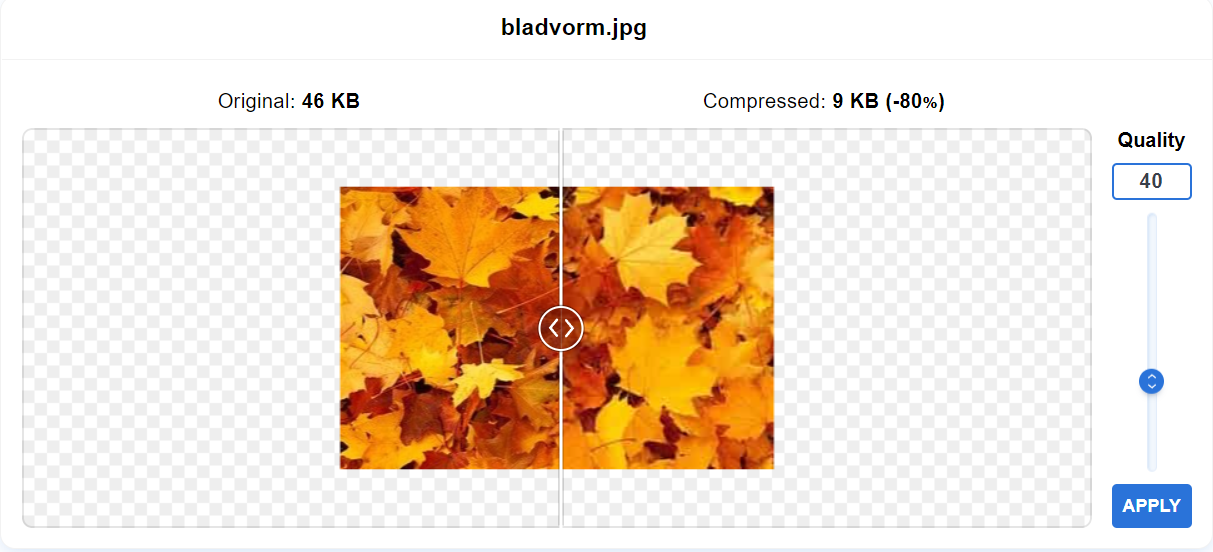 bladvorm.jpg
Original: 46 KB
Compressed: 9 KB (-80%)
Quality
40
APPLY